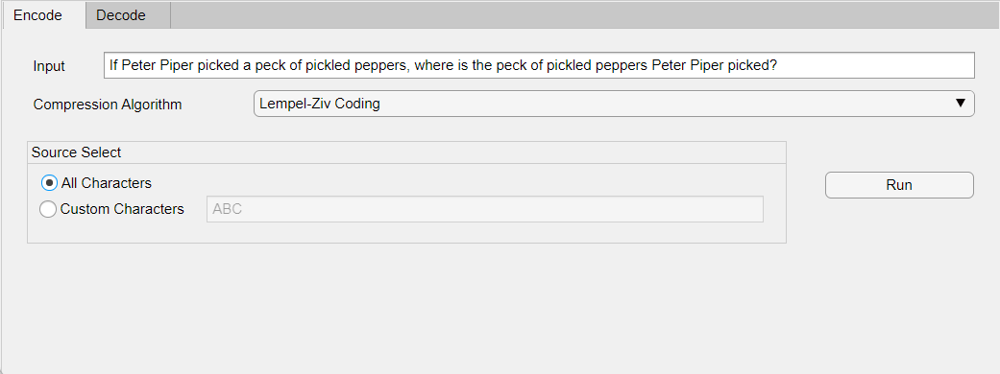 Encode Decode
Input If Peter Piper picked a peck of pickled peppers, where is the peck of pickled peppers Peter Piper picked?
Compression Algorithm Lempel-Ziv Coding
Source Select
All Characters
Run
Custom Characters ABC